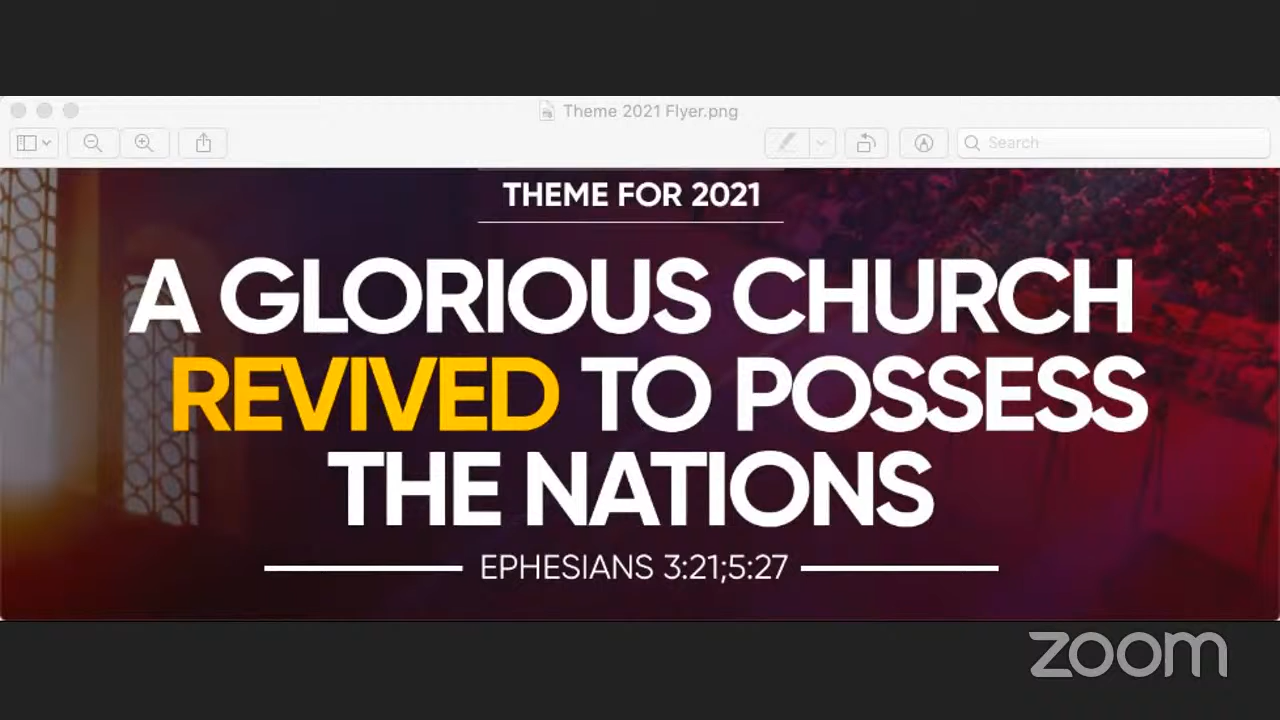 Theme 2021 Flyer.png
Search
THEME FOR 2021
A GLORIOUS CHURCH
REVIVED TO POSSESS
THE NATIONS
EPHESIANS 3:21;5:27
zoom